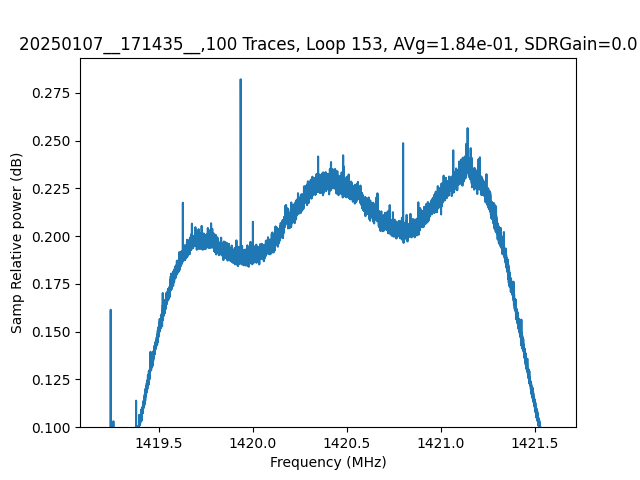 20250107__171435__,100 Traces, Loop 153, AVg=1.84e-01, SDRGain=0.0
Samp Relative power (dB)
0.275
0.250
0.225
0.200
0.175
0.150
0.125
0.100
1419.5 1420.0 1420.5 1421.0 1421.5
Frequency (MHz)